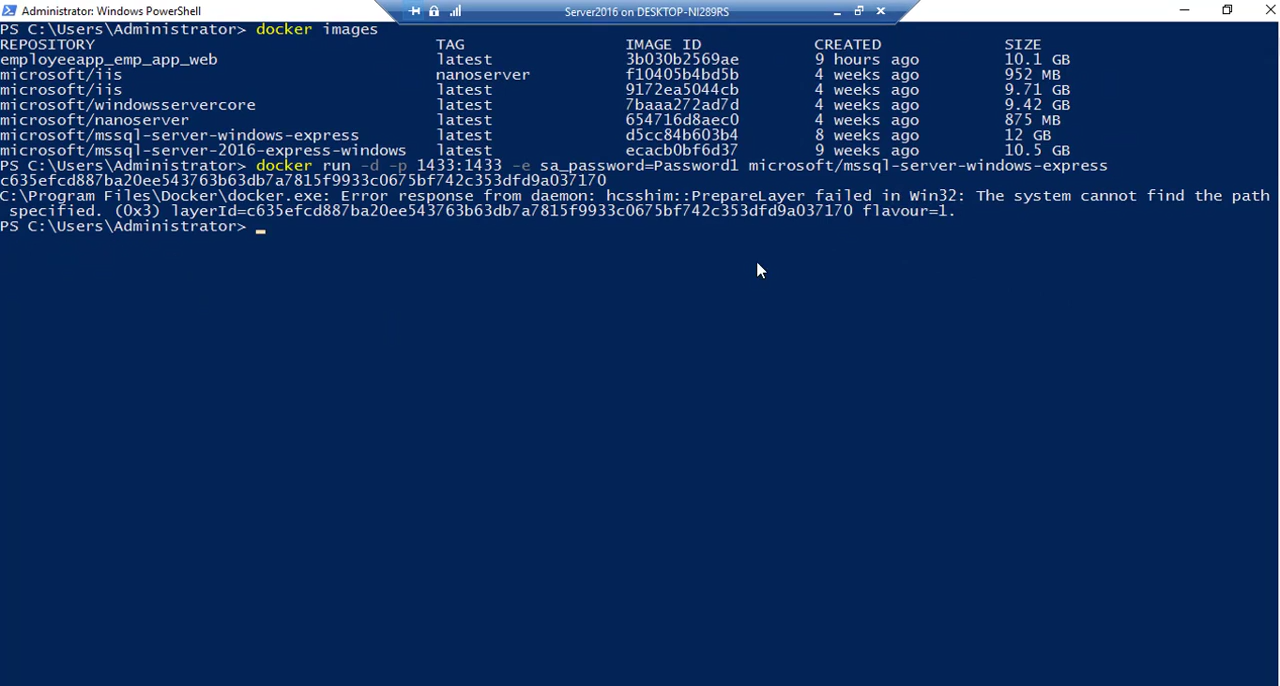 Administrator: Windows PowerShell
Server2016 on DESKTOP-NI289RS
PS C:\Users\Administrator> docker images
REPOSITORY TAG IMAGE ID CREATED SIZE
employeeapp_emp_app_web latest 3b030b2569ae 9 hours ago 10.1 GB
microsoft/iis nanoserver f10405b4bd5b 4 weeks ago 952 MB
microsoft/iis latest 9172ea5044cb 4 weeks ago 9.71 GB
microsoft/windowsservercore latest 7baaa272ad7d 4 weeks ago 9.42 GB
microsoft/nanoserver latest 654716d8aec0 4 weeks ago 875 MB
microsoft/mssql-server-windows-express latest d5cc84b603b4 8 weeks ago 12 GB
microsoft/mssql-server-2016-express-windows latest ecacb0bf6d37 9 weeks ago 10.5 GB
PS C:\Users\Administrator> docker run -d -p 1433:1433 -e sa_password=Password1 microsoft/mssql-server-windows-express
c635efcd887ba20ee543763b63db7a7815f9933c0675bf742c353dfd9a037170
C:\Program Files\Docker\docker.exe: Error response from daemon: hcsshim::PrepareLayer failed in Win32: The system cannot find the path
specified. (0x3) layerId=c635efcd887ba20ee543763b63db7a7815f9933c0675bf742c353dfd9a037170 flavour=1.
PS C:\Users\Administrator> _